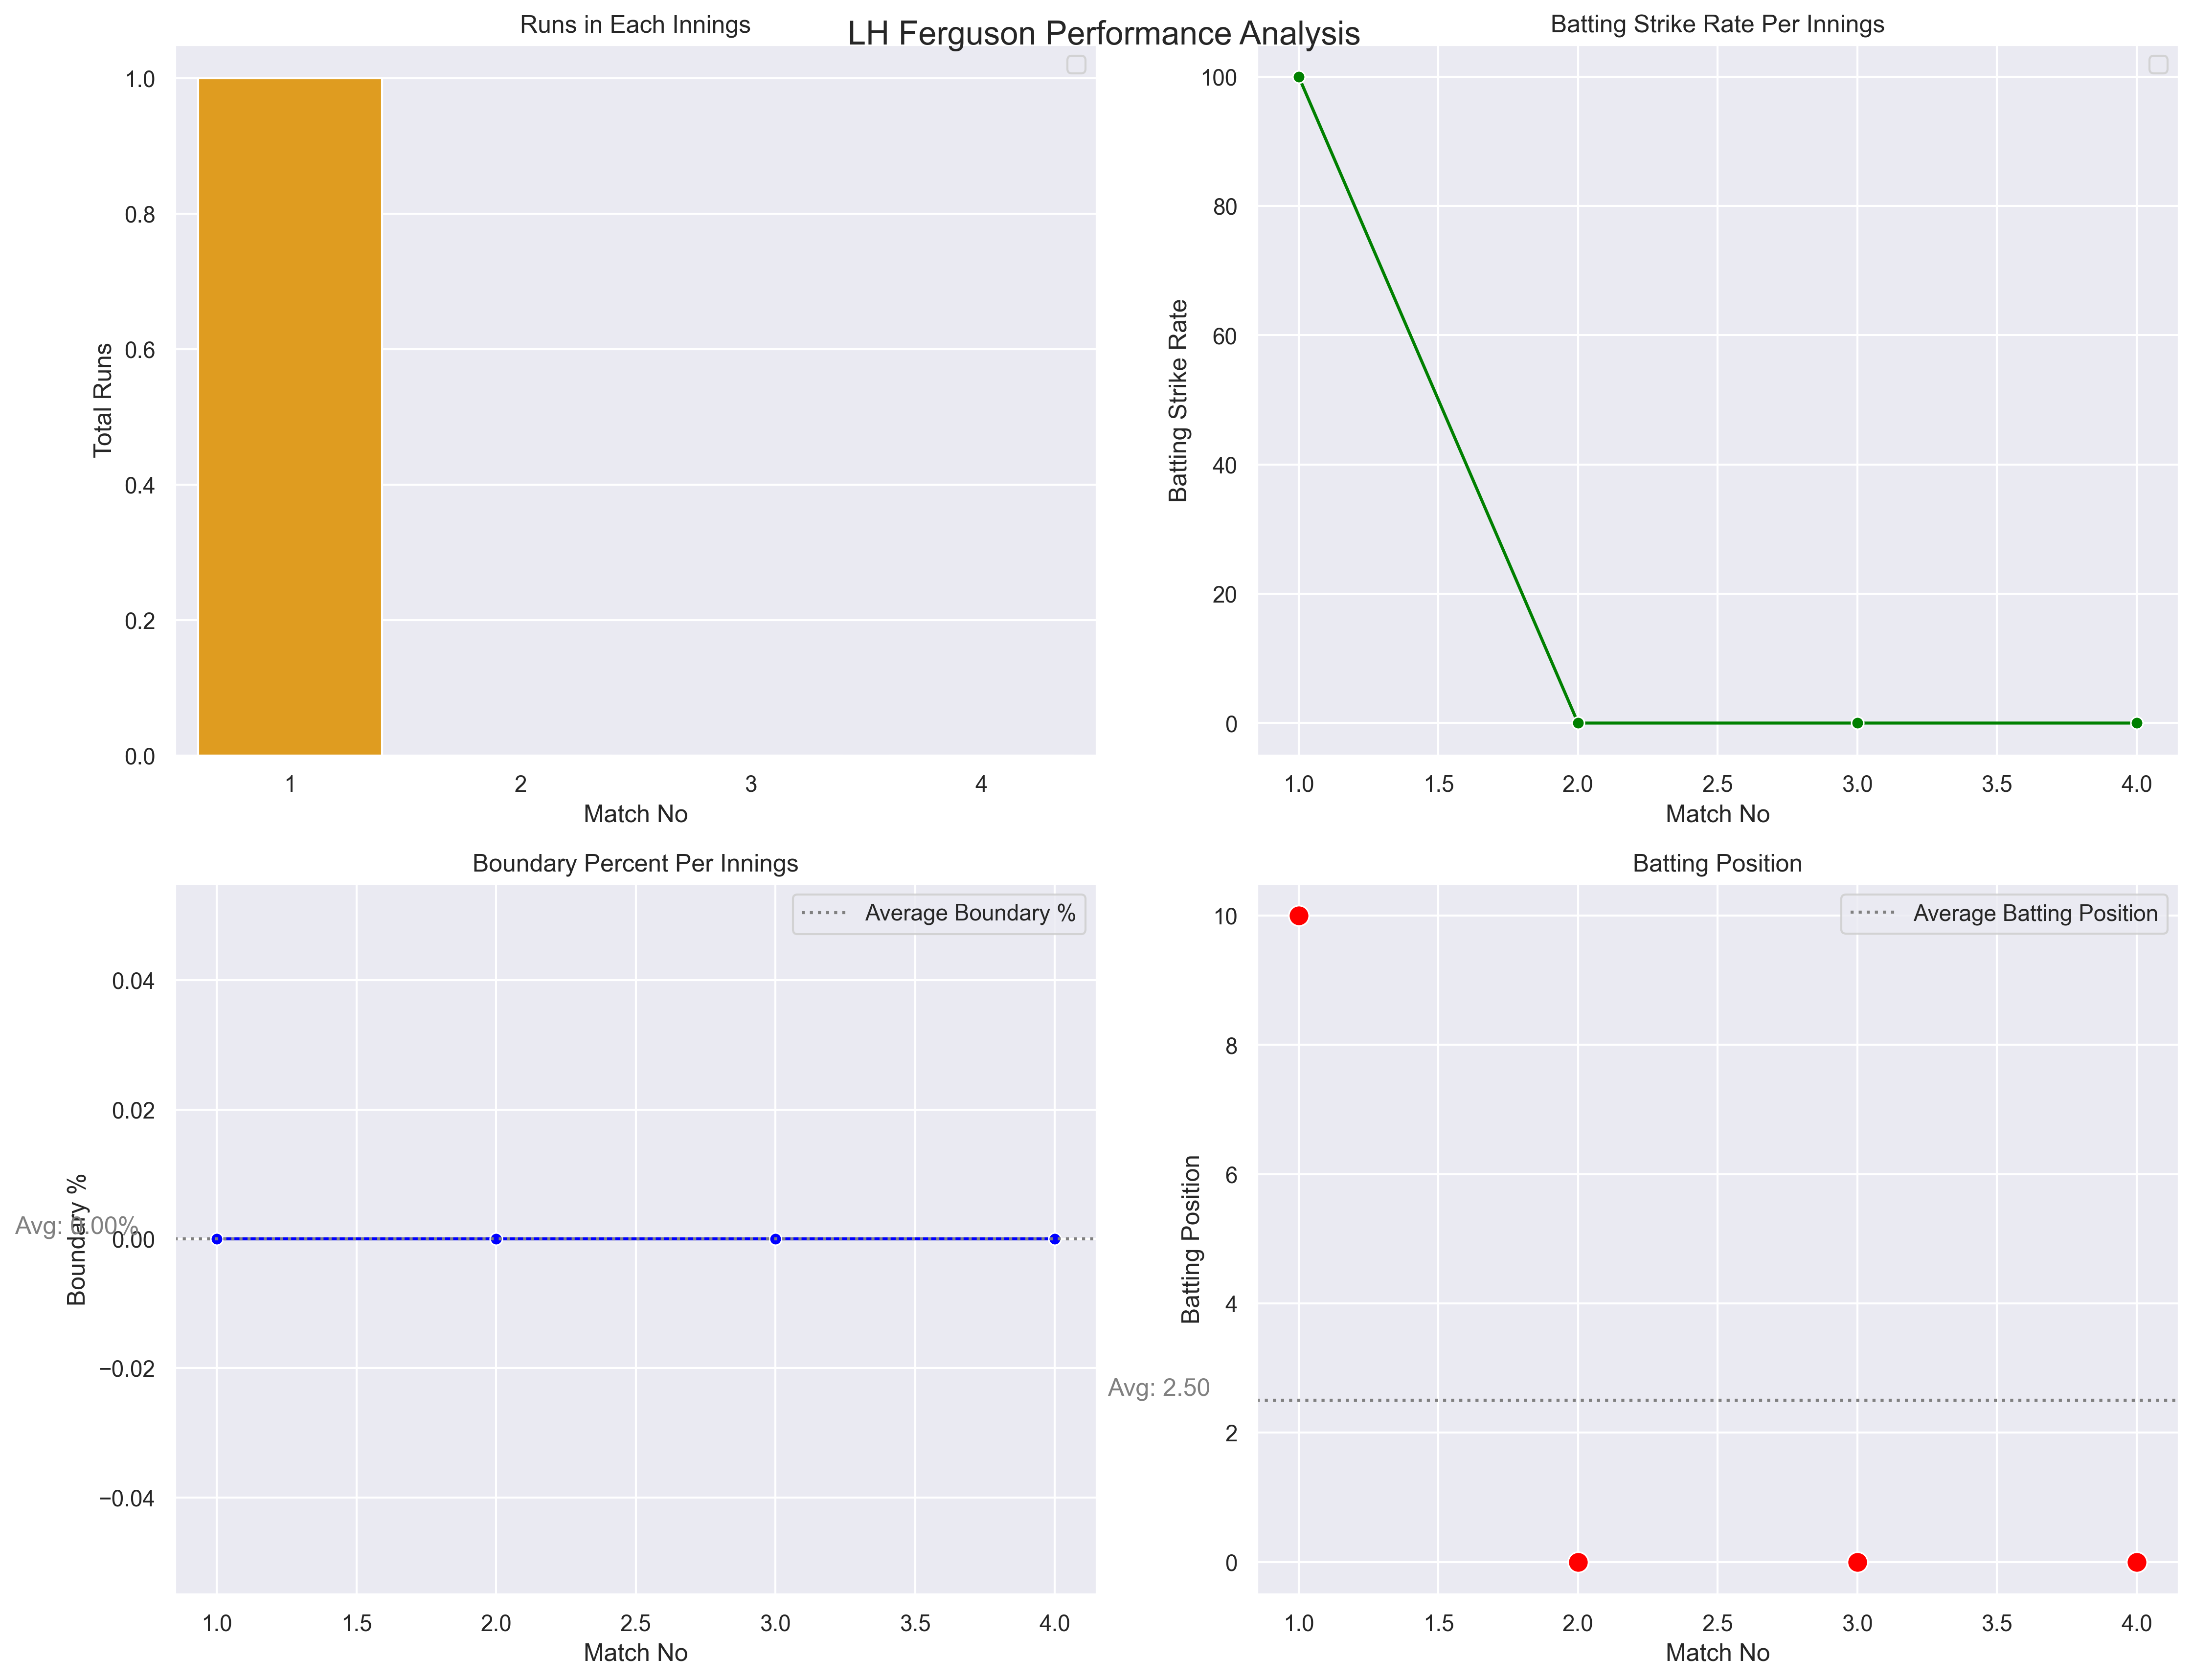 LH Ferguson Performance Analysis
Runs in Each Innings
1.0
0.8
0.6
0.4
0.2
0.0
Total Runs
1 2 3 4
Match No
Batting Strike Rate Per Innings
100
80
60
40
20
0
Batting Strike Rate
1.0 1.5 2.0 2.5 3.0 3.5 4.0
Match No
Boundary Percent Per Innings
Average Boundary %
0.04
0.02
0.00
−0.02
−0.04
Avg: 0.00%
Boundary %
1.0 1.5 2.0 2.5 3.0 3.5 4.0
Match No
Batting Position
Average Batting Position
10
8
6
4
2
0
Avg: 2.50
Batting Position
1.0 1.5 2.0 2.5 3.0 3.5 4.0
Match No